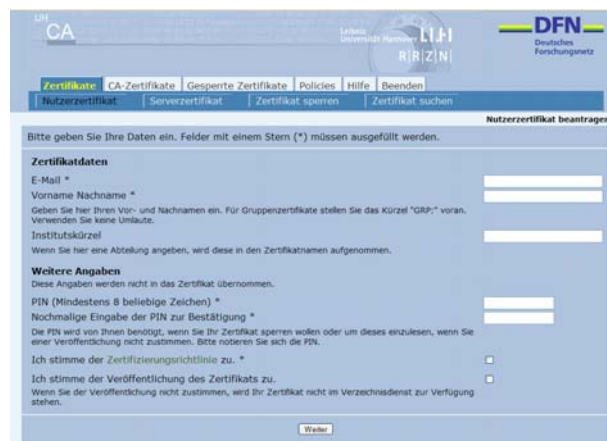 UH
CA
Leibniz
Universität Hannover
RRZN
DFN
Deutsches
Forschungsnetz
Zertifikate CA-Zertifikate Gesperrte Zertifikate Policies Hilfe Beenden
Nutzerzertifikat Serverzertifikat Zertifikat sperren Zertifikat suchen
Nutzerzertifikat beantragen
Bitte geben Sie Ihre Daten ein. Felder mit einem Stern (*) müssen ausgefüllt werden.
Zertifikatdaten
E-Mail *
Vorname Nachname *
Geben Sie hier Ihren Vor- und Nachnamen ein. Für Gruppenzertifikate stellen Sie das Kürzel "GRP:" voran.
Verwenden Sie keine Umlaute.
Institutskürzel
Wenn Sie hier eine Abteilung angeben, wird diese in den Zertifikatnamen aufgenommen.
Weitere Angaben
Diese Angaben werden nicht in das Zertifikat übernommen.
PIN (Mindestens 8 beliebige Zeichen) *
Nochmalige Eingabe der PIN zur Bestätigung *
Die PIN wird von Ihnen benötigt, wenn Sie Ihr Zertifikat sperren wollen oder um dieses einzulesen, wenn Sie
einer Veröffentlichung nicht zustimmen. Bitte notieren Sie sich die PIN.
Ich stimme der Zertifizierungsrichtlinie zu. *
Ich stimme der Veröffentlichung des Zertifikats zu.
Wenn Sie der Veröffentlichung nicht zustimmen, wird Ihr Zertifikat nicht im Verzeichnisdienst zur Verfügung
stehen.
Weiter